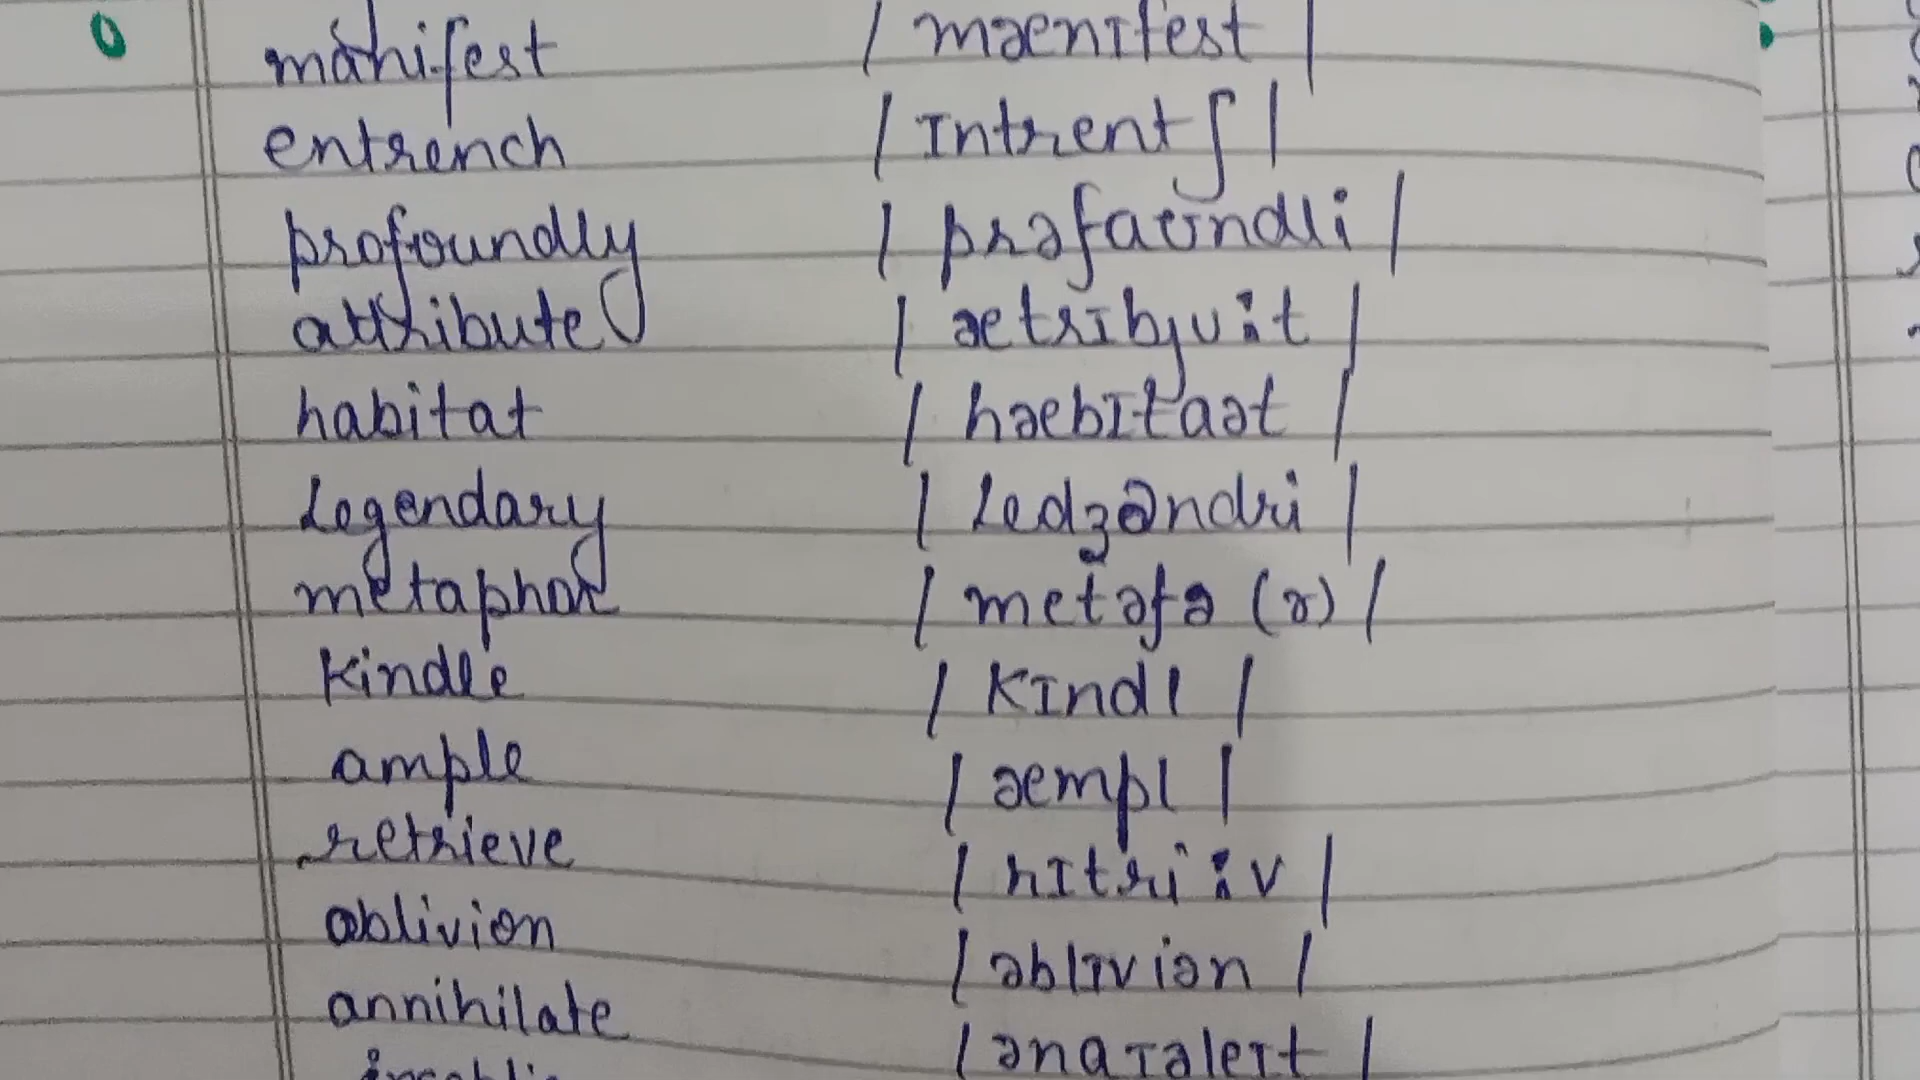 manifest /mænɪfest/
entrench /ɪntrentʃ/
profoundly /prəfaʊndli/
attribute /ætrɪbjuːt/
habitat /hæbɪtaət/
Legendary /ledʒəndri/
metaphor /metəfə(r)/
Kindle /Kɪndl/
ample /æmpl/
retrieve /rɪtriːv/
oblivion /əblɪviən/
annihilate /ənaɪəleɪt/